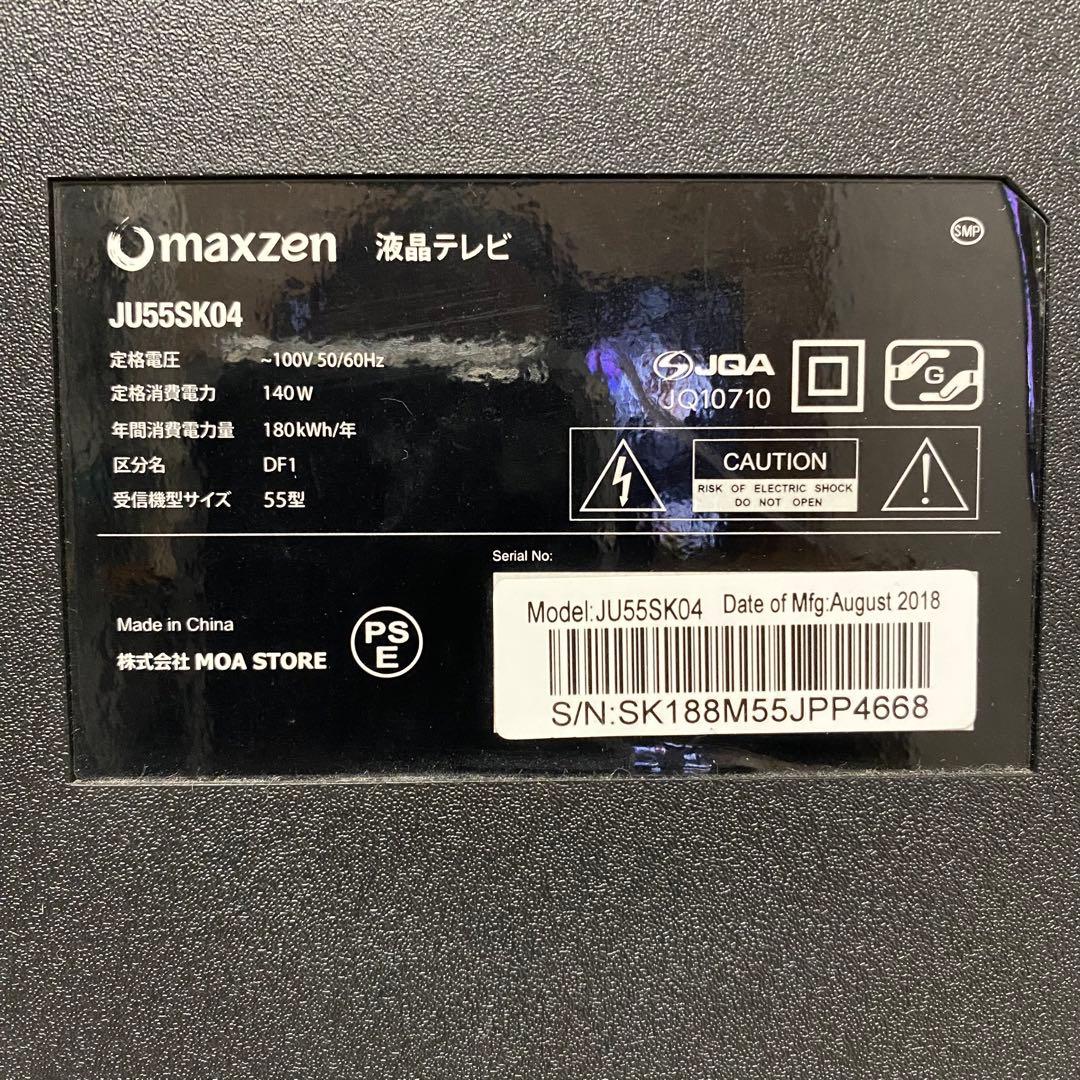 maxzen 液晶テレビ
SMP
JU55SK04
定格電圧 ~100V 50/60Hz
定格消費電力 140W
年間消費電力量 180kWh/年
区分名 DF1
受信機型サイズ 55型
JQA
JQ10710
G
CAUTION
RISK OF ELECTRIC SHOCK
DO NOT OPEN
Serial No:
Made in China
株式会社 MOA STORE
PS
E
Model:JU55SK04 Date of Mfg:August 2018
S/N:SK188M55JPP4668